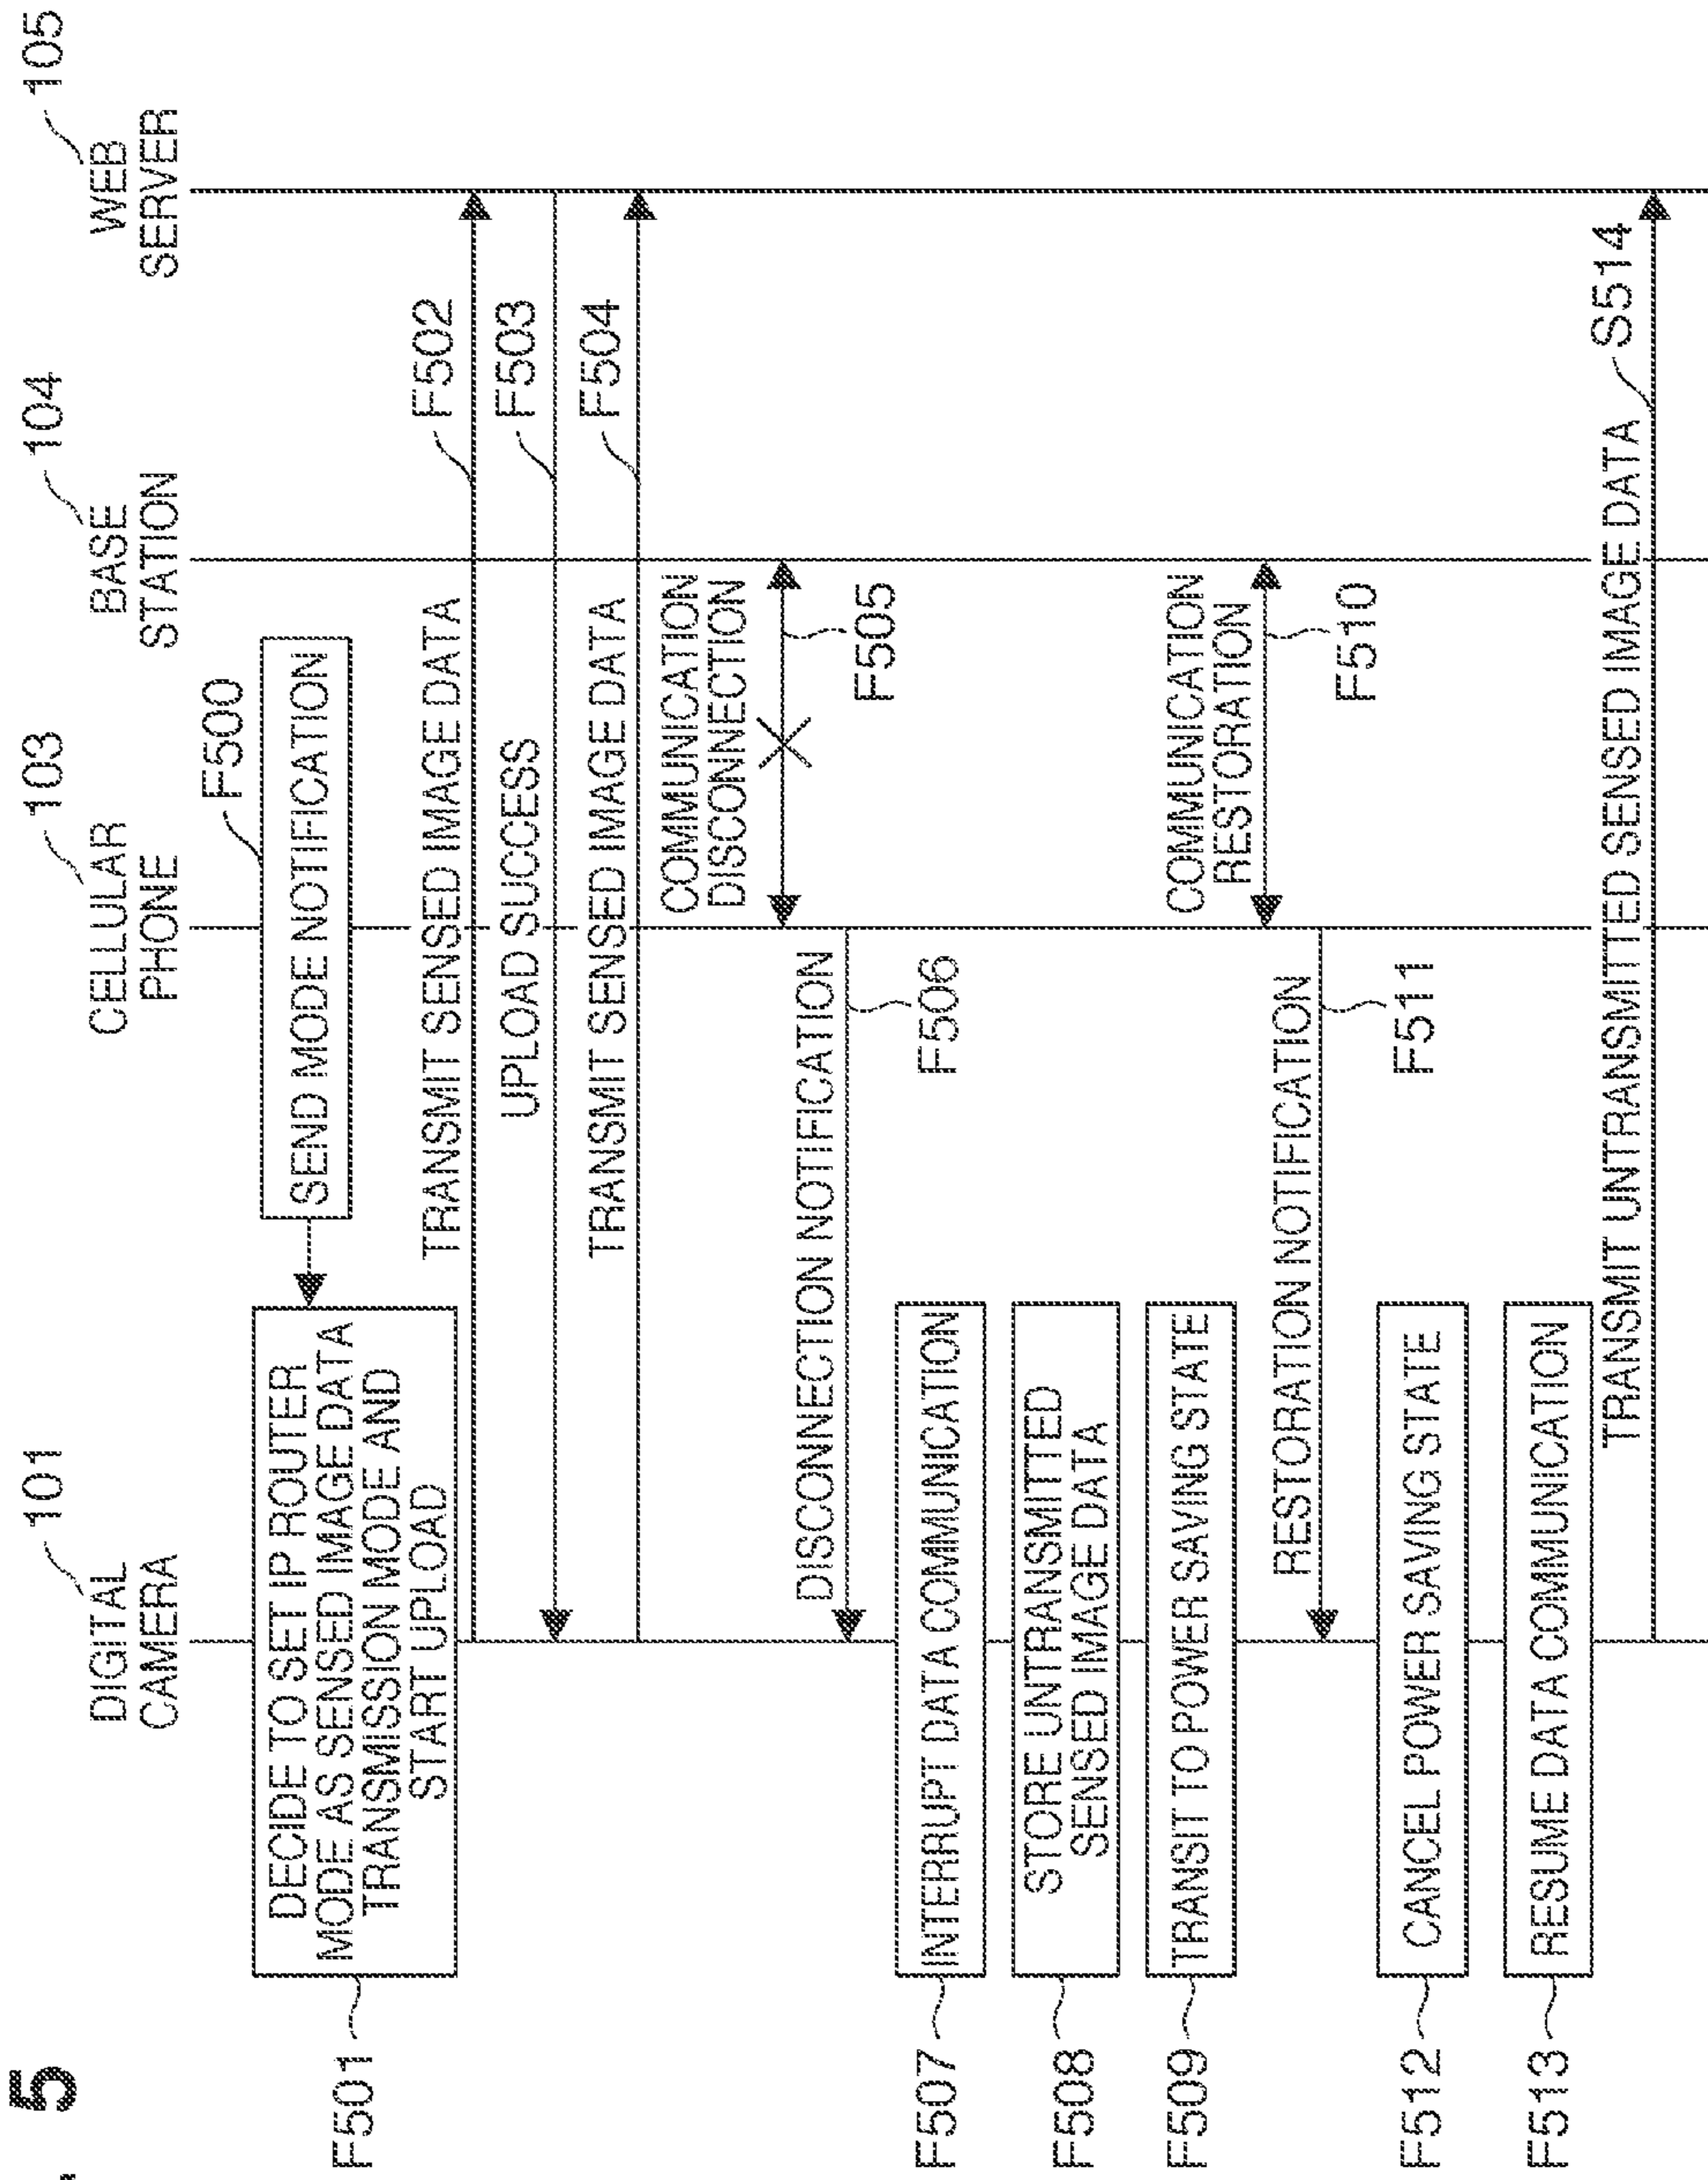 5
DIGITAL
CAMERA
101
CELLULAR
PHONE
103
BASE
STATION
104
WEB
SERVER
105
F500
SEND MODE NOTIFICATION
F501
DECIDE TO SET IP ROUTER
MODE AS SENSED IMAGE DATA
TRANSMISSION MODE AND
START UPLOAD
TRANSMIT SENSED IMAGE DATA
F502
UPLOAD SUCCESS
F503
TRANSMIT SENSED IMAGE DATA
F504
COMMUNICATION
DISCONNECTION
F505
DISCONNECTION NOTIFICATION
F506
F507
INTERRUPT DATA COMMUNICATION
F508
STORE UNTRANSMITTED
SENSED IMAGE DATA
F509
TRANSIT TO POWER SAVING STATE
COMMUNICATION
RESTORATION
F510
RESTORATION NOTIFICATION
F511
F512
CANCEL POWER SAVING STATE
F513
RESUME DATA COMMUNICATION
TRANSMIT UNTRANSMITTED SENSED IMAGE DATA
S514